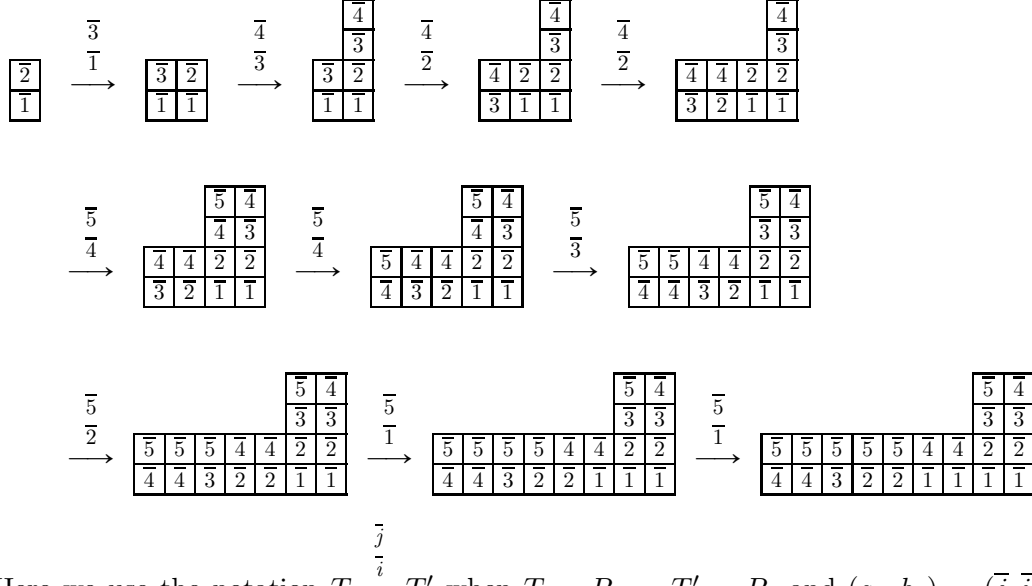 4̅ 4̅ 4̅
3̅ 4̅ 4̅ 4̅
3̅ 3̅ 3̅
1̅ 3̅ 2̅ 2̅
2̅ ⟶ 3̅ 2̅ ⟶ 3̅ 2̅ ⟶ 4̅ 2̅ 2̅ ⟶ 4̅ 4̅ 2̅ 2̅
1̅ 1̅ 1̅ 1̅ 1̅ 3̅ 1̅ 1̅ 3̅ 2̅ 1̅ 1̅
5̅ 4̅ 5̅ 4̅ 5̅ 4̅
5̅ 5̅ 5̅
4̅ 3̅ 4̅ 3̅ 3̅ 3̅
4̅ 4̅ 3̅
⟶ 4̅ 4̅ 2̅ 2̅ ⟶ 5̅ 4̅ 4̅ 2̅ 2̅ ⟶ 5̅ 5̅ 4̅ 4̅ 2̅ 2̅
3̅ 2̅ 1̅ 1̅ 4̅ 3̅ 2̅ 1̅ 1̅ 4̅ 4̅ 3̅ 2̅ 1̅ 1̅
5̅ 4̅ 5̅ 4̅ 5̅ 4̅
5̅ 5̅ 5̅
3̅ 3̅ 3̅ 3̅ 3̅ 3̅
2̅ 1̅ 1̅
⟶ 5̅ 5̅ 5̅ 4̅ 4̅ 2̅ 2̅ ⟶ 5̅ 5̅ 5̅ 5̅ 4̅ 4̅ 2̅ 2̅ ⟶ 5̅ 5̅ 5̅ 5̅ 5̅ 4̅ 4̅ 2̅ 2̅
4̅ 4̅ 3̅ 2̅ 2̅ 1̅ 1̅ 4̅ 4̅ 3̅ 2̅ 2̅ 1̅ 1̅ 1̅ 4̅ 4̅ 3̅ 2̅ 2̅ 1̅ 1̅ 1̅ 1̅
j̅
i̅
Here we use the notation